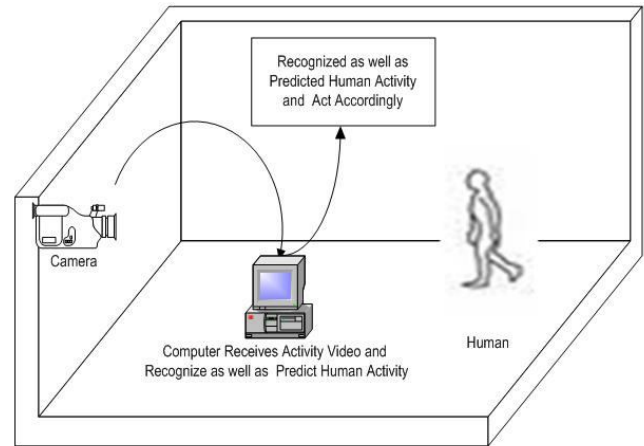 Recognized as well as
Predicted Human Activity
and Act Accordingly
Camera
Human
Computer Receives Activity Video and
Recognize as well as Predict Human Activity